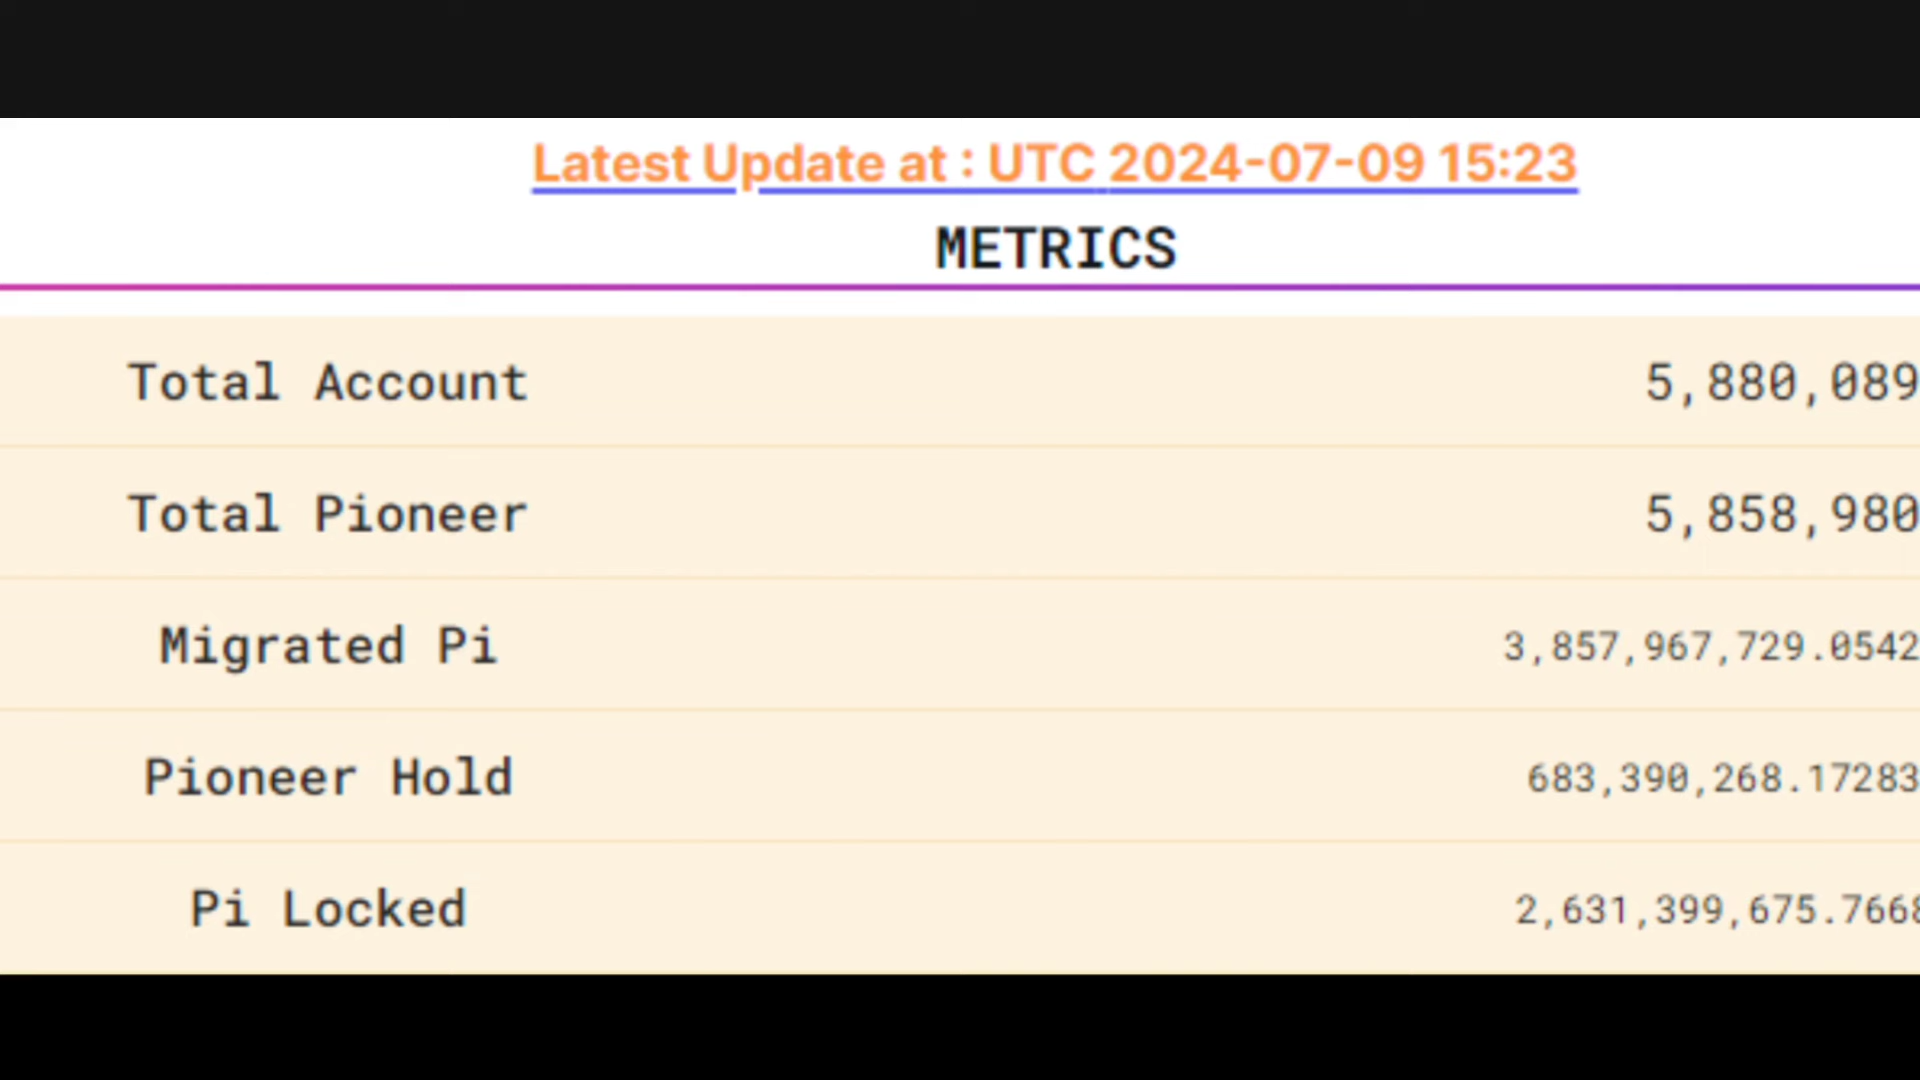 Latest Update at : UTC 2024-07-09 15:23
METRICS
Total Account 5,880,089
Total Pioneer 5,858,980
Migrated Pi 3,857,967,729.0542
Pioneer Hold 683,390,268.17283
Pi Locked 2,631,399,675.7668